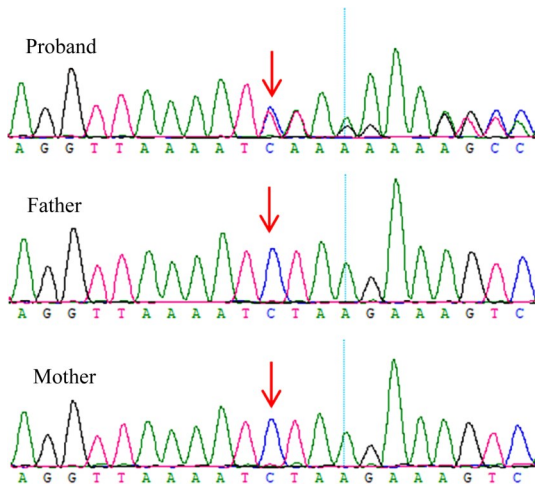 Proband
A G G T T A A A A T C A A A A A A A G C C
Father
A G G T T A A A A T C T A A G A A A G T C
Mother
A G G T T A A A A T C T A A G A A A G T C